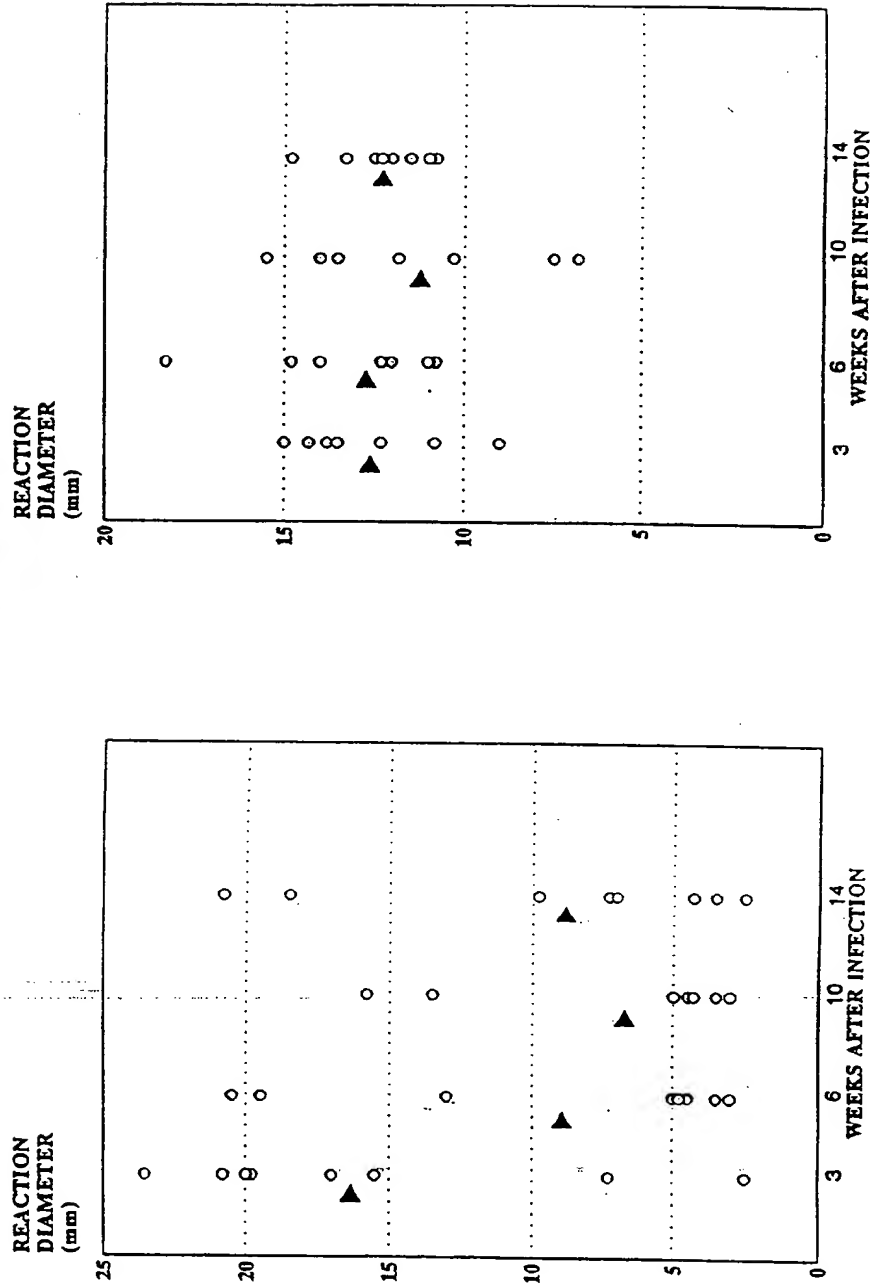 REACTION
DIAMETER
(mm)
25
20
15
10
5
0
3 6 10 14
WEEKS AFTER INFECTION
REACTION
DIAMETER
(mm)
20
15
10
5
0
3 6 10 14
WEEKS AFTER INFECTION